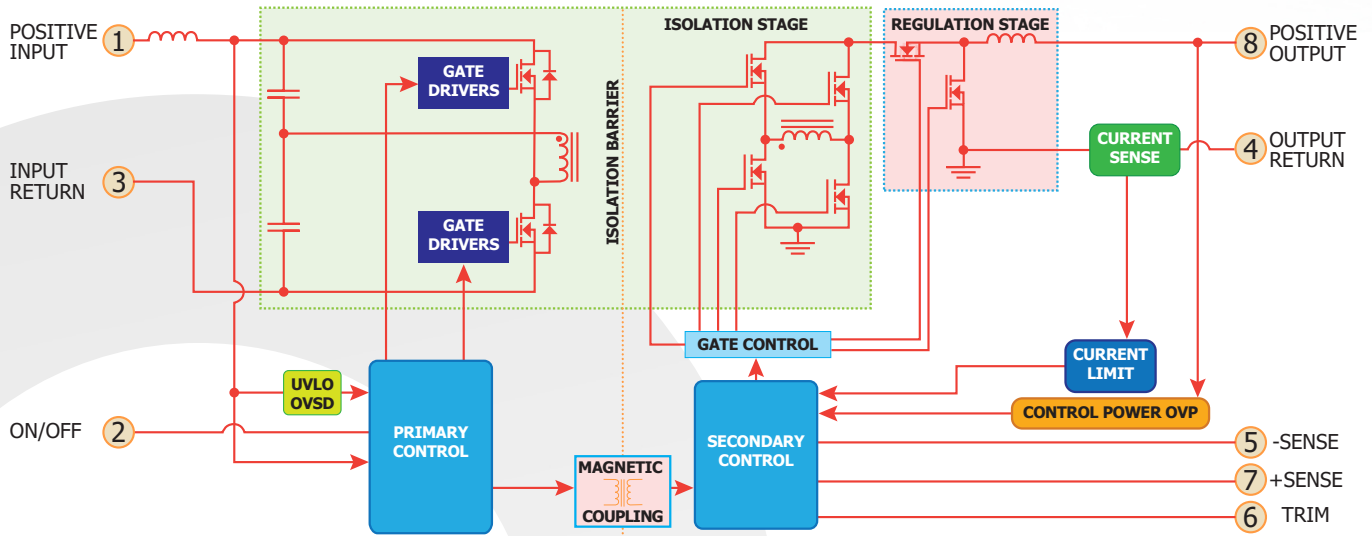 POSITIVE
INPUT
1
INPUT
RETURN
3
ON/OFF
2
GATE
DRIVERS
GATE
DRIVERS
ISOLATION BARRIER
ISOLATION STAGE
REGULATION STAGE
8
POSITIVE
OUTPUT
CURRENT
SENSE
4
OUTPUT
RETURN
GATE CONTROL
CURRENT
LIMIT
CONTROL POWER OVP
UVLO
OVSD
PRIMARY
CONTROL
MAGNETIC
COUPLING
SECONDARY
CONTROL
5
-SENSE
7
+SENSE
6
TRIM